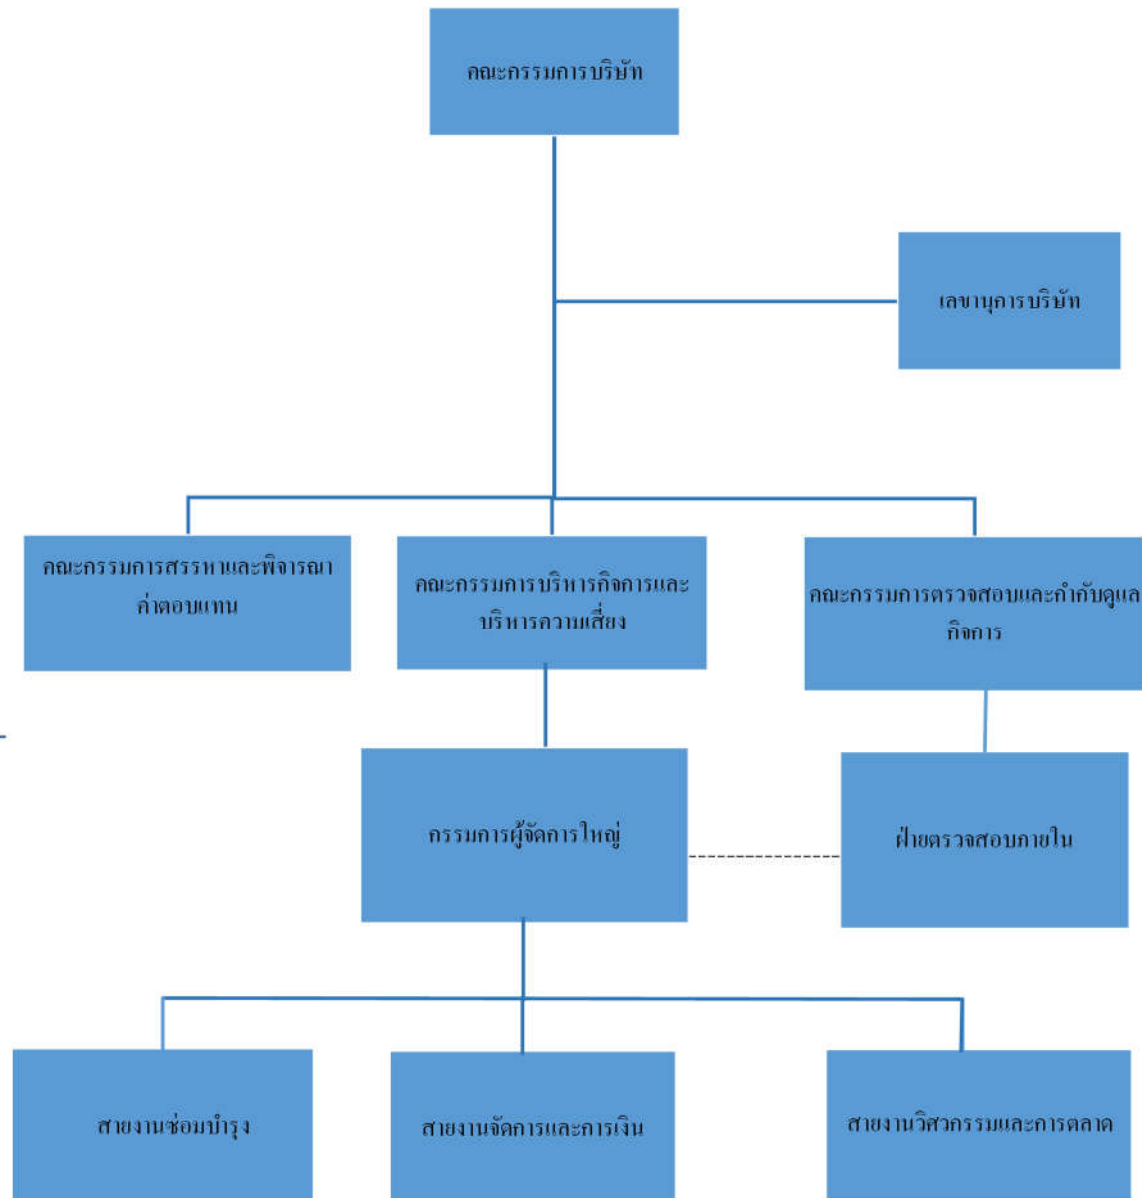 คณะกรรมการบริษัท
เลขานุการบริษัท
คณะกรรมการสรรหาและพิจารณา
ค่าตอบแทน
คณะกรรมการบริหารกิจการและ
บริหารความเสี่ยง
คณะกรรมการตรวจสอบและกำกับดูแล
กิจการ
กรรมการผู้จัดการใหญ่
ฝ่ายตรวจสอบภายใน
สายงานซ่อมบำรุง
สายงานจัดการและการเงิน
สายงานวิศวกรรมและการตลาด